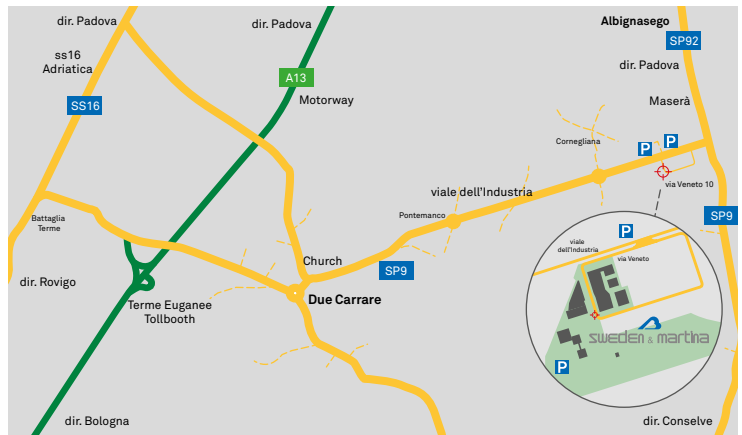 dir. Padova
dir. Padova
Albignasego
SP92
ss16
Adriatica
dir. Padova
A13
SS16
Motorway
Maserà
Cornegliana
P
P
via Veneto 10
viale dell'Industria
Battaglia
Terme
Pontemanco
SP9
P
viale
dell'Industria
via Veneto
Church
SP9
dir. Rovigo
Terme Euganee
Tollbooth
Due Carrare
sweden & martina
P
dir. Bologna
dir. Conselve